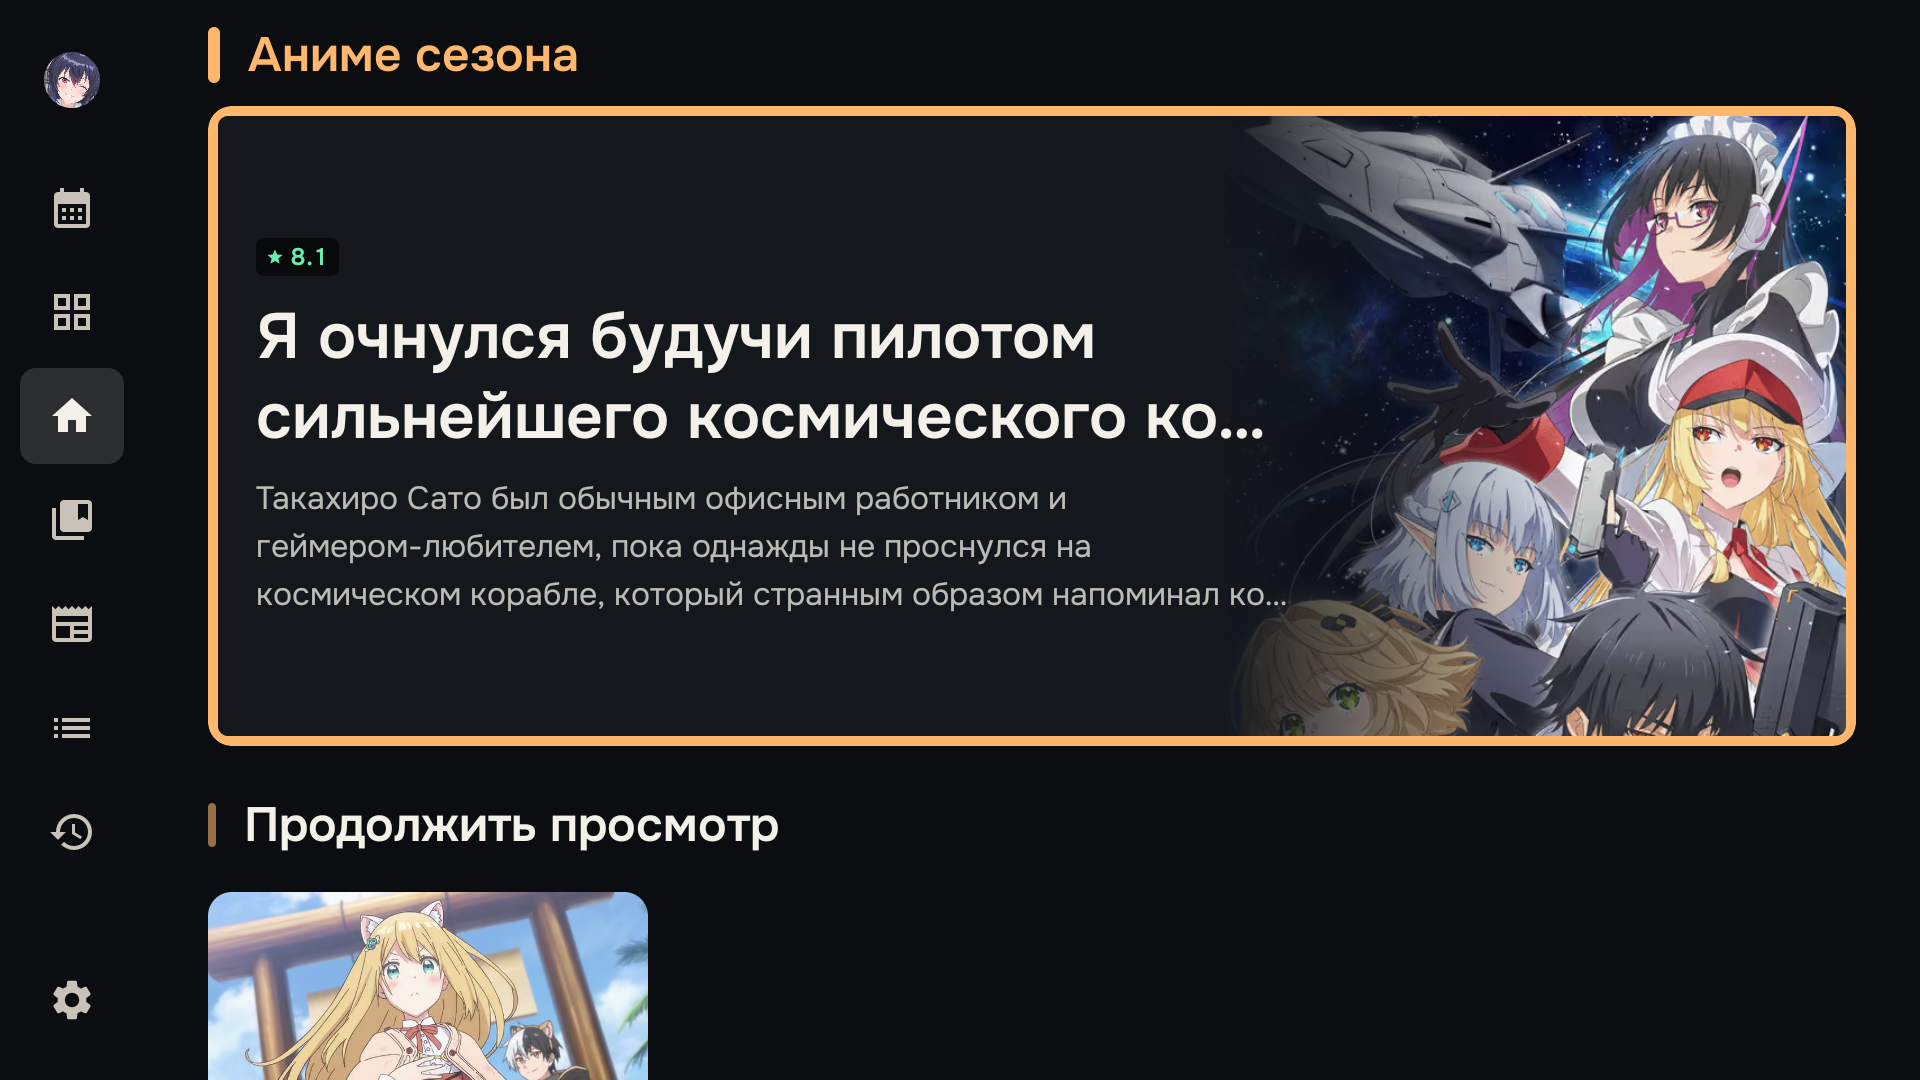 Аниме сезона
8.1
Я очнулся будучи пилотом
сильнейшего космического ко...
Такахиро Сато был обычным офисным работником и
геймером-любителем, пока однажды не проснулся на
космическом корабле, который странным образом напоминал ко...
Продолжить просмотр